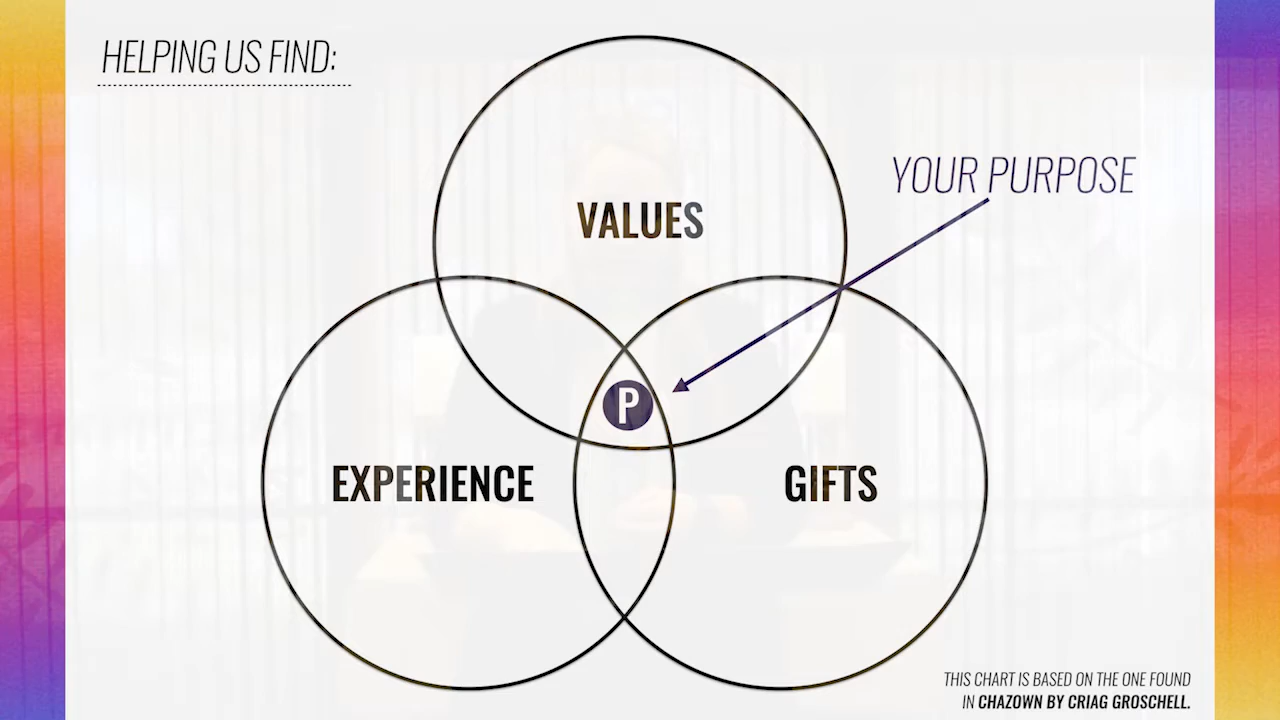 HELPING US FIND:
YOUR PURPOSE
VALUES
P
EXPERIENCE
GIFTS
THIS CHART IS BASED ON THE ONE FOUND
IN CHAZOWN BY CRIAG GROSCHELL.